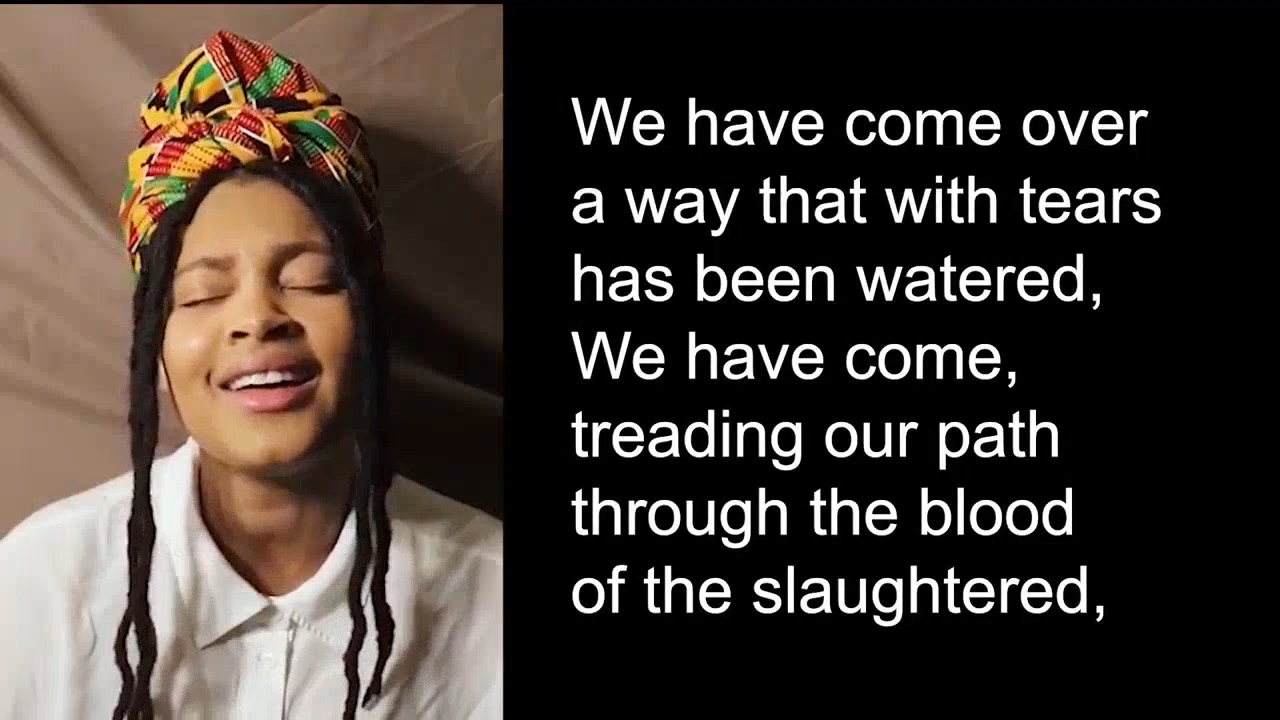 We have come over
a way that with tears
has been watered,
We have come,
treading our path
through the blood
of the slaughtered,